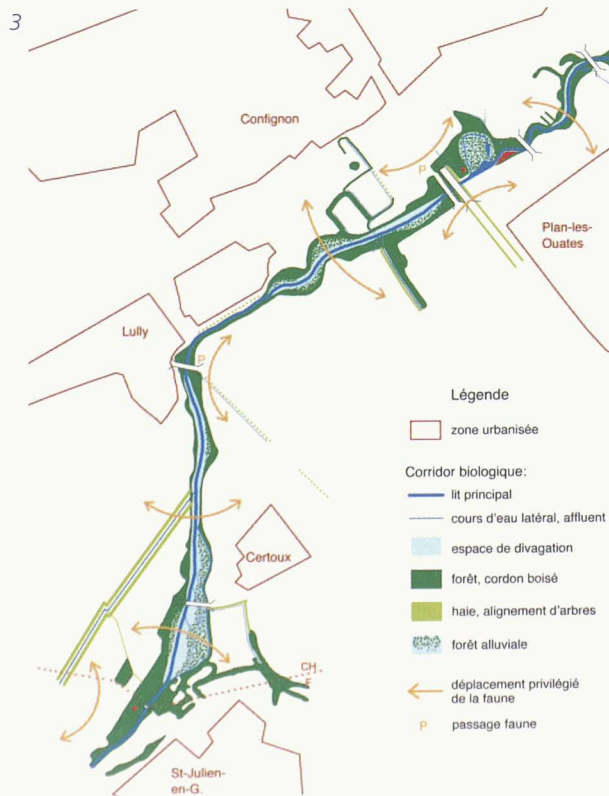 3
Confignon
P
Plan-les-
Ouates
Lully
P
Légende
zone urbanisée
Corridor biologique:
lit principal
cours d'eau latéral, affluent
espace de divagation
Certoux
forêt, cordon boisé
haie, alignement d'arbres
forêt alluviale
CH
F
déplacement privilégié
de la faune
P passage faune
St-Julien-
en-G.